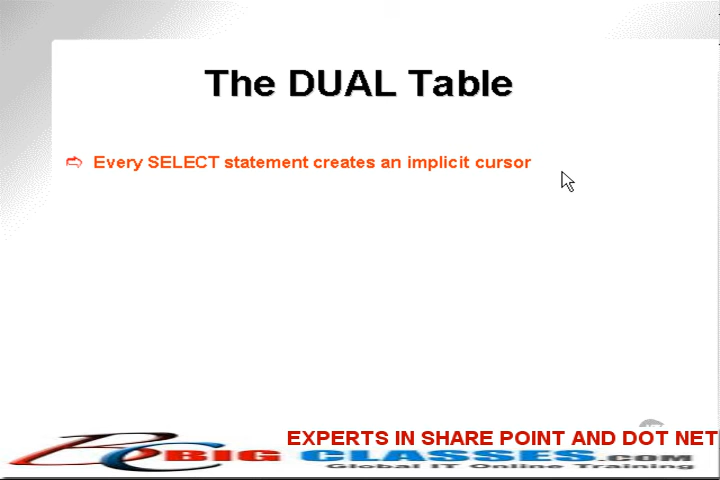 The DUAL Table
Every SELECT statement creates an implicit cursor
EXPERTS IN SHARE POINT AND DOT NET
BIG CLASSES.COM
Global IT Online Training